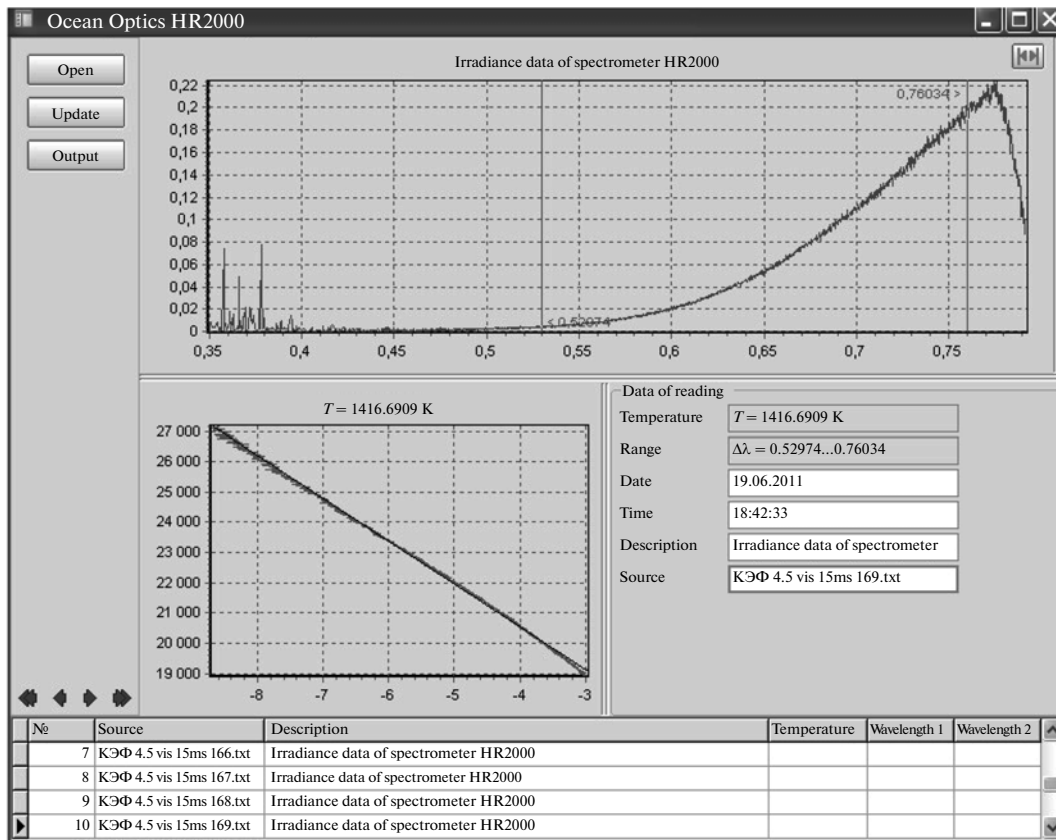 Ocean Optics HR2000
Open
Update
Output
Irradiance data of spectrometer HR2000
0,22
0,2
0,18
0,16
0,14
0,12
0,1
0,08
0,06
0,04
0,02
0
0,76034 >
< 0,52974
0,35 0,4 0,45 0,5 0,55 0,6 0,65 0,7 0,75
T = 1416.6909 K
27 000
26 000
25 000
24 000
23 000
22 000
21 000
20 000
19 000
-8 -7 -6 -5 -4 -3
Data of reading
Temperature T = 1416.6909 K
Range Δλ = 0.52974...0.76034
Date 19.06.2011
Time 18:42:33
Description Irradiance data of spectrometer
Source КЭФ 4.5 vis 15ms 169.txt
№ Source Description Temperature Wavelength 1 Wavelength 2
7 КЭФ 4.5 vis 15ms 166.txt Irradiance data of spectrometer HR2000
8 КЭФ 4.5 vis 15ms 167.txt Irradiance data of spectrometer HR2000
9 КЭФ 4.5 vis 15ms 168.txt Irradiance data of spectrometer HR2000
10 КЭФ 4.5 vis 15ms 169.txt Irradiance data of spectrometer HR2000